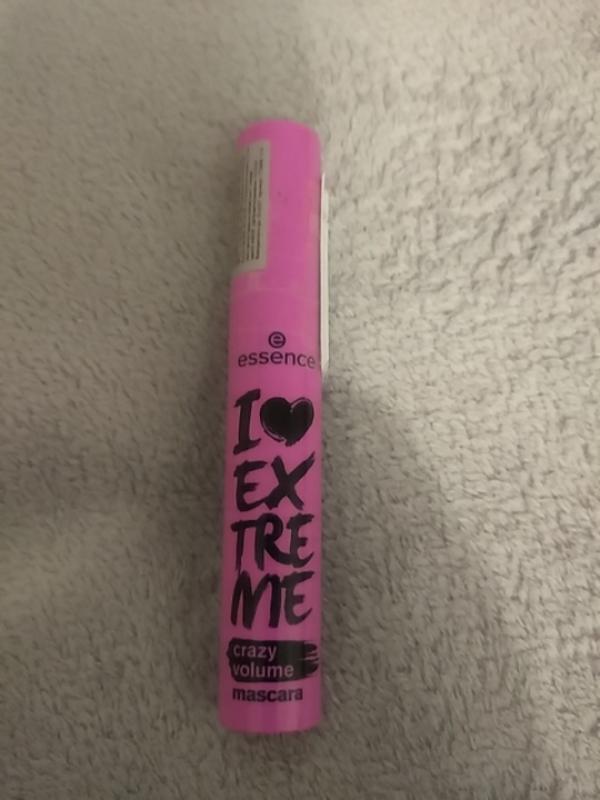 e
essence
I ♥
EX
TRE
ME
crazy
volume
mascara